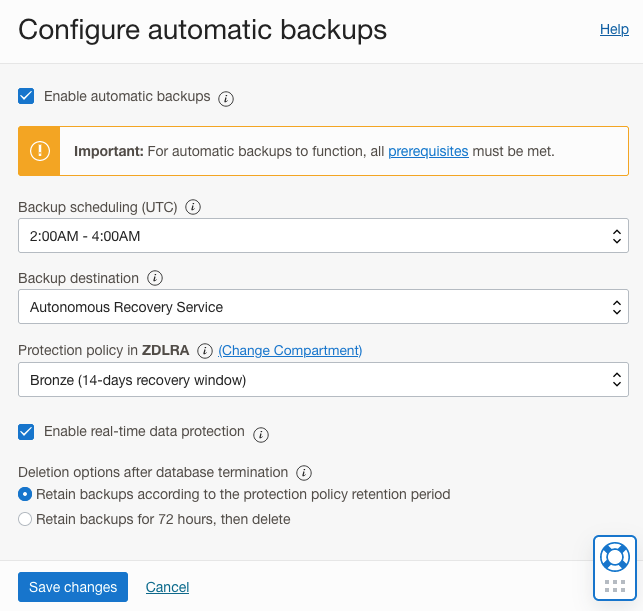 Configure automatic backups
Help
Enable automatic backups
Important: For automatic backups to function, all prerequisites must be met.
Backup scheduling (UTC)
2:00AM - 4:00AM
Backup destination
Autonomous Recovery Service
Protection policy in ZDLRA (Change Compartment)
Bronze (14-days recovery window)
Enable real-time data protection
Deletion options after database termination
Retain backups according to the protection policy retention period
Retain backups for 72 hours, then delete
Save changes
Cancel